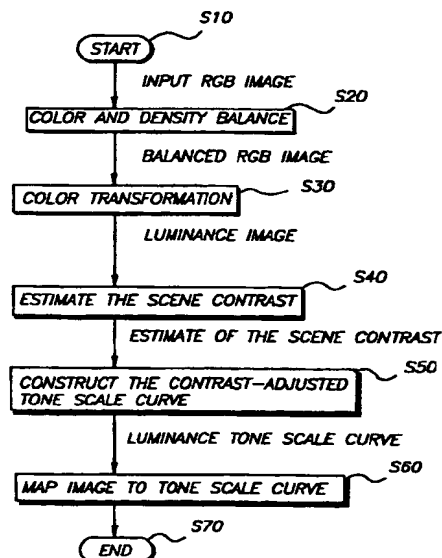 S10
START
INPUT RGB IMAGE
S20
COLOR AND DENSITY BALANCE
BALANCED RGB IMAGE
S30
COLOR TRANSFORMATION
LUMINANCE IMAGE
S40
ESTIMATE THE SCENE CONTRAST
ESTIMATE OF THE SCENE CONTRAST
S50
CONSTRUCT THE CONTRAST-ADJUSTED
TONE SCALE CURVE
LUMINANCE TONE SCALE CURVE
S60
MAP IMAGE TO TONE SCALE CURVE
S70
END